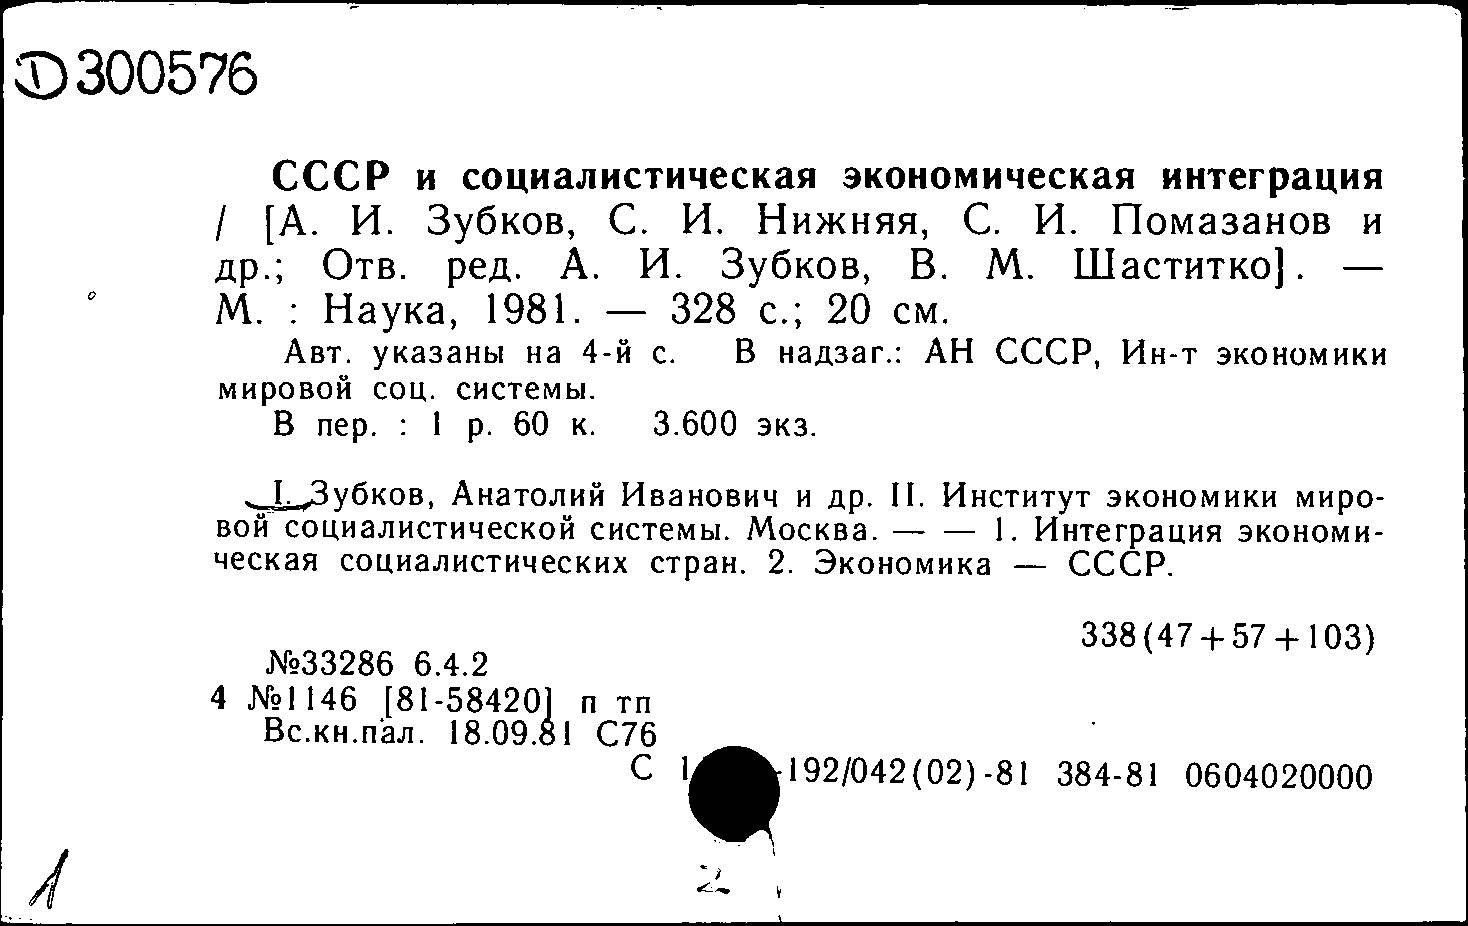 D300576
СССР и социалистическая экономическая интеграция
/ [А. И. Зубков, С. И. Нижняя, С. И. Помазанов и
др.; Отв. ред. А. И. Зубков, В. М. Шаститко]. —
М. : Наука, 1981. — 328 с.; 20 см.
Авт. указаны на 4-й с. В надзаг.: АН СССР, Ин-т экономики
мировой соц. системы.
В пер. : 1 р. 60 к. 3.600 экз.
I. Зубков, Анатолий Иванович и др. II. Институт экономики миро-
вой социалистической системы. Москва. — — 1. Интеграция экономи-
ческая социалистических стран. 2. Экономика — СССР.
338(47+57+103)
№33286 6.4.2
4 №1146 [81-58420] п тп
Вс.кн.пал. 18.09.81 С76
С -192/042(02)-81 384-81 0604020000
1
2